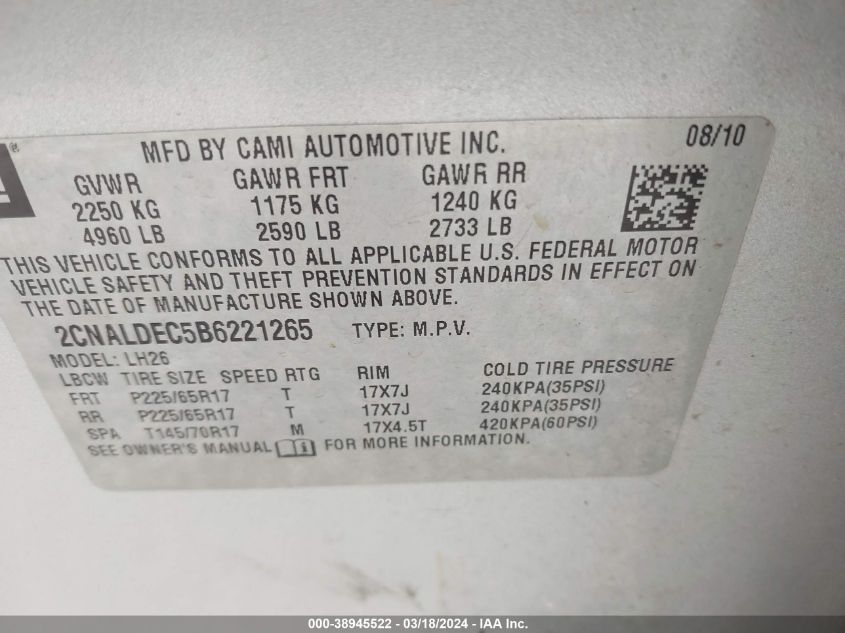 ®
MFD BY CAMI AUTOMOTIVE INC. 08/10
GVWR GAWR FRT GAWR RR
2250 KG 1175 KG 1240 KG
4960 LB 2590 LB 2733 LB
THIS VEHICLE CONFORMS TO ALL APPLICABLE U.S. FEDERAL MOTOR
VEHICLE SAFETY AND THEFT PREVENTION STANDARDS IN EFFECT ON
THE DATE OF MANUFACTURE SHOWN ABOVE.
2CNALDEC5B6221265 TYPE: M.P.V.
MODEL: LH26
LBCW TIRE SIZE SPEED RTG RIM COLD TIRE PRESSURE
FRT P225/65R17 T 17X7J 240KPA(35PSI)
RR P225/65R17 T 17X7J 240KPA(35PSI)
SPA T145/70R17 M 17X4.5T 420KPA(60PSI)
SEE OWNER'S MANUAL FOR MORE INFORMATION.
000-38945522 - 03/18/2024 - IAA Inc.